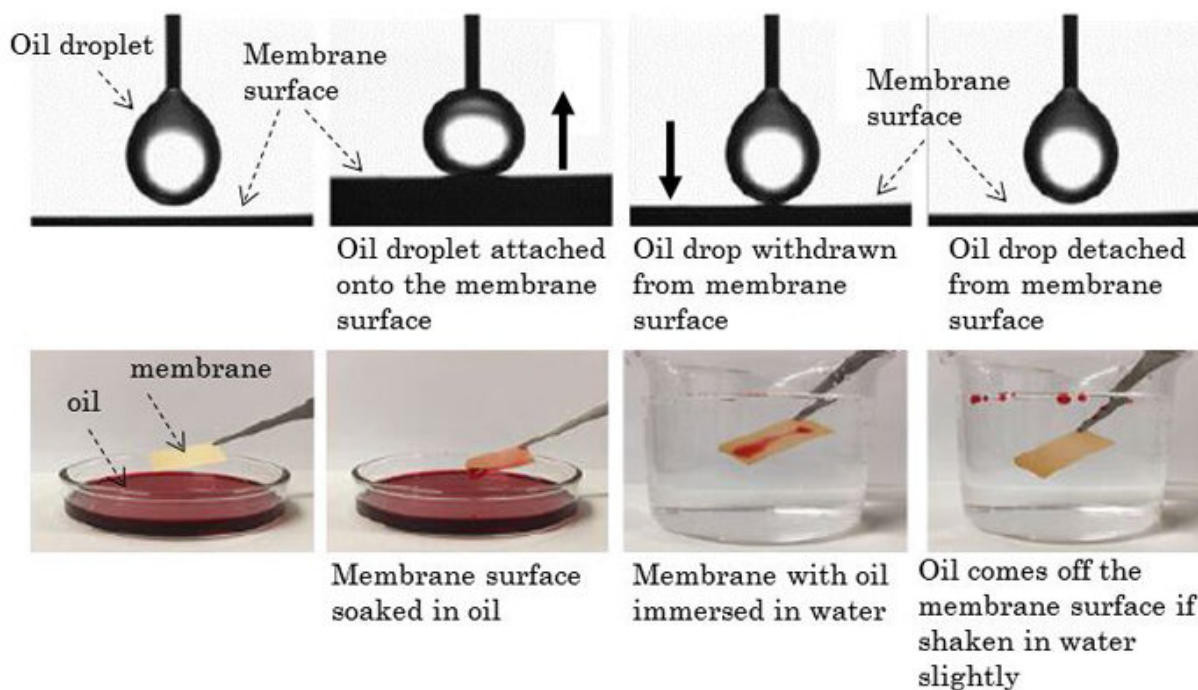 Oil droplet
Membrane
surface
Membrane
surface
Oil droplet attached
onto the membrane
surface
Oil drop withdrawn
from membrane
surface
Oil drop detached
from membrane
surface
membrane
oil
Membrane surface
soaked in oil
Membrane with oil
immersed in water
Oil comes off the
membrane surface if
shaken in water
slightly